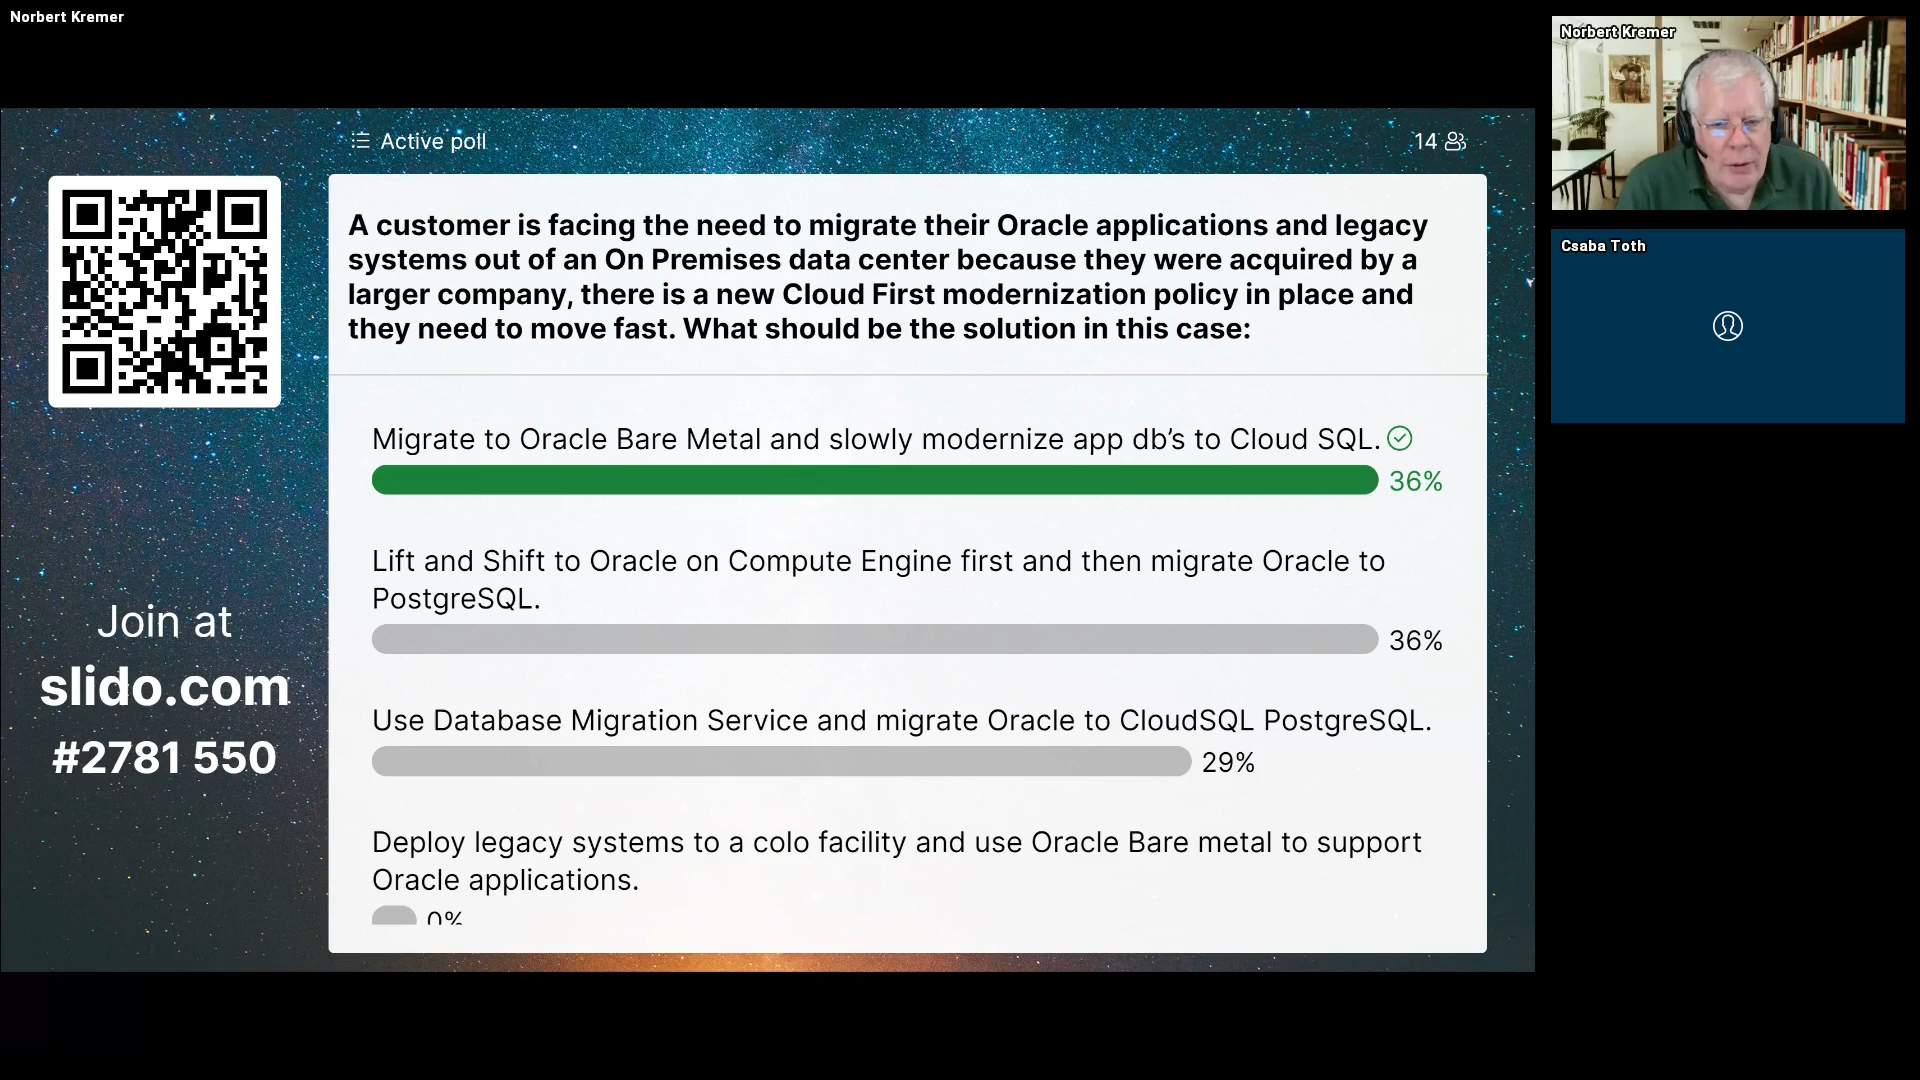 Norbert Kremer
Active poll
14
A customer is facing the need to migrate their Oracle applications and legacy
systems out of an On Premises data center because they were acquired by a
larger company, there is a new Cloud First modernization policy in place and
they need to move fast. What should be the solution in this case:
Migrate to Oracle Bare Metal and slowly modernize app db’s to Cloud SQL.
36%
Lift and Shift to Oracle on Compute Engine first and then migrate Oracle to
PostgreSQL.
36%
Use Database Migration Service and migrate Oracle to CloudSQL PostgreSQL.
29%
Deploy legacy systems to a colo facility and use Oracle Bare metal to support
Oracle applications.
0%
Join at
slido.com
#2781 550
Norbert Kremer
Csaba Toth